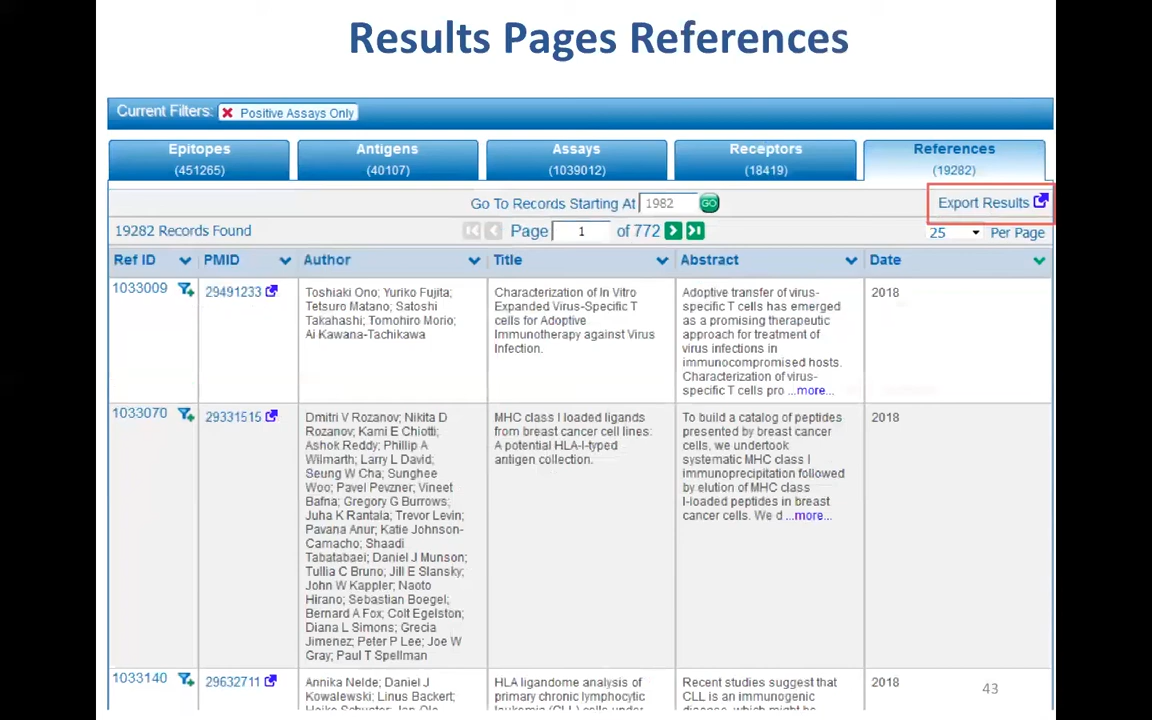 Results Pages References
Current Filters: Positive Assays Only
Epitopes
(451265)
Antigens
(40107)
Assays
(1039012)
Receptors
(18419)
References
(19282)
Go To Records Starting At 1982 GO
Export Results
19282 Records Found
Page 1 of 772
25 Per Page
Ref ID PMID Author Title Abstract Date
1033009
29491233
Toshiaki Ono; Yuriko Fujita;
Tetsuro Matano; Satoshi
Takahashi; Tomohiro Morio;
Ai Kawana-Tachikawa
Characterization of In Vitro
Expanded Virus-Specific T
cells for Adoptive
Immunotherapy against Virus
Infection.
Adoptive transfer of virus-
specific T cells has emerged
as a promising therapeutic
approach for treatment of
virus infections in
immunocompromised hosts.
Characterization of virus-
specific T cells pro ...more...
2018
1033070
29331515
Dmitri V Rozanov; Nikita D
Rozanov; Kami E Chiotti;
Ashok Reddy; Phillip A
Wilmarth; Larry L David;
Seung W Cha; Sunghee
Woo; Pavel Pevzner; Vineet
Bafna; Gregory G Burrows;
Juha K Rantala; Trevor Levin;
Pavana Anur; Katie Johnson-
Camacho; Shaadi
Tabatabaei; Daniel J Munson;
Tullia C Bruno; Jill E Slansky;
John W Kappler; Naoto
Hirano; Sebastian Boegel;
Bernard A Fox; Colt Egelston;
Diana L Simons; Grecia
Jimenez; Peter P Lee; Joe W
Gray; Paul T Spellman
MHC class I loaded ligands
from breast cancer cell lines:
A potential HLA-I-typed
antigen collection.
To build a catalog of peptides
presented by breast cancer
cells, we undertook
systematic MHC class I
immunoprecipitation followed
by elution of MHC class
I-loaded peptides in breast
cancer cells. We d ...more...
2018
1033140
29632711
Annika Nelde; Daniel J
Kowalewski; Linus Backert;
HLA ligandome analysis of
primary chronic lymphocytic
leukemia (CLL) cells under
Recent studies suggest that
CLL is an immunogenic
disease, which might be
2018
43